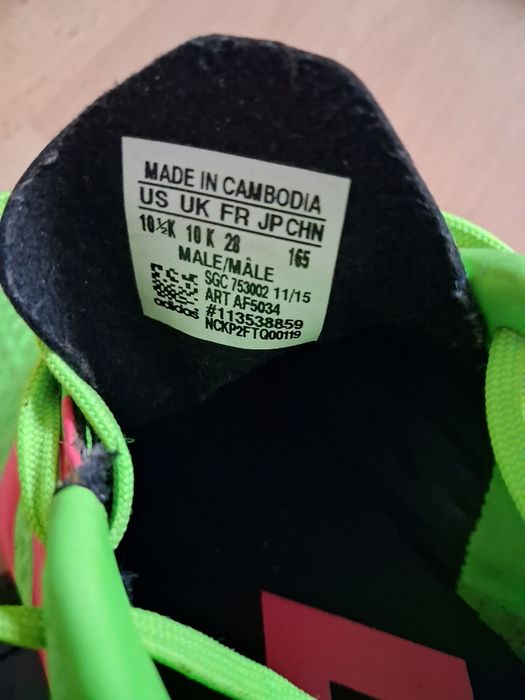 MADE IN CAMBODIA
US UK FR JP CHN
10½K 10 K 28 165
MALE/MÂLE
SGC 753002 11/15
ART AF5034
#113538859
adidas NCKP2FTQ00119